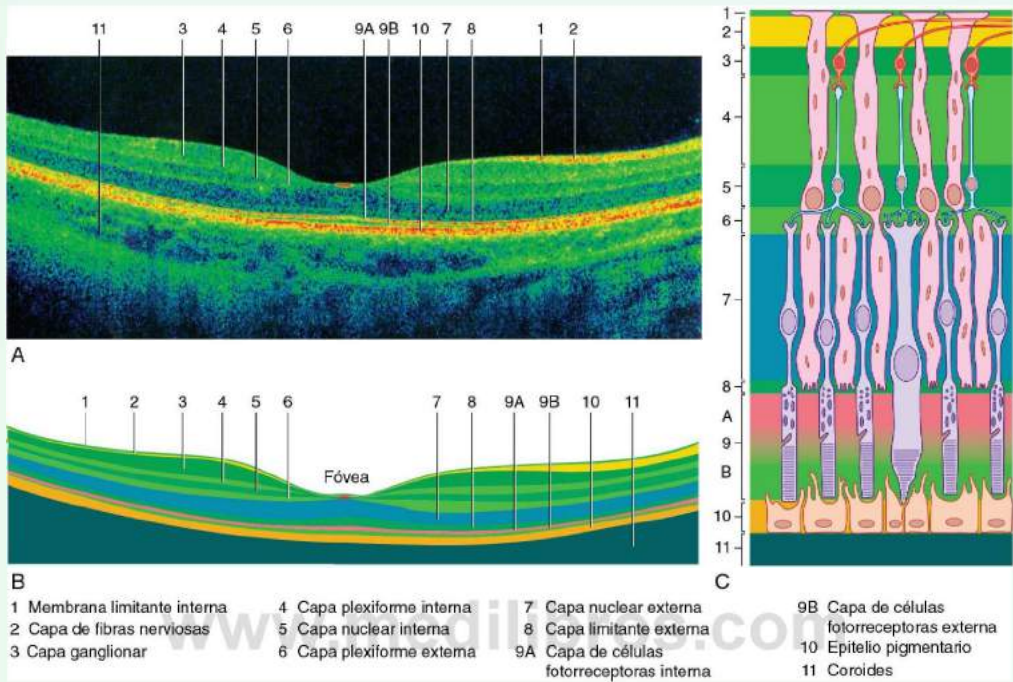 11 3 4 5 6 9A 9B 10 7 8 1 2
A
1 2 3 4 5 6 7 8 9A 9B 10 11
Fóvea
B
1
2
3
4
5
6
7
8
A
9
B
10
11
C
1 Membrana limitante interna
2 Capa de fibras nerviosas
3 Capa ganglionar
4 Capa plexiforme interna
5 Capa nuclear interna
6 Capa plexiforme externa
7 Capa nuclear externa
8 Capa limitante externa
9A Capa de células
fotorreceptoras interna
9B Capa de células
fotorreceptoras externa
10 Epitelio pigmentario
11 Coroides
www.medilibros.com